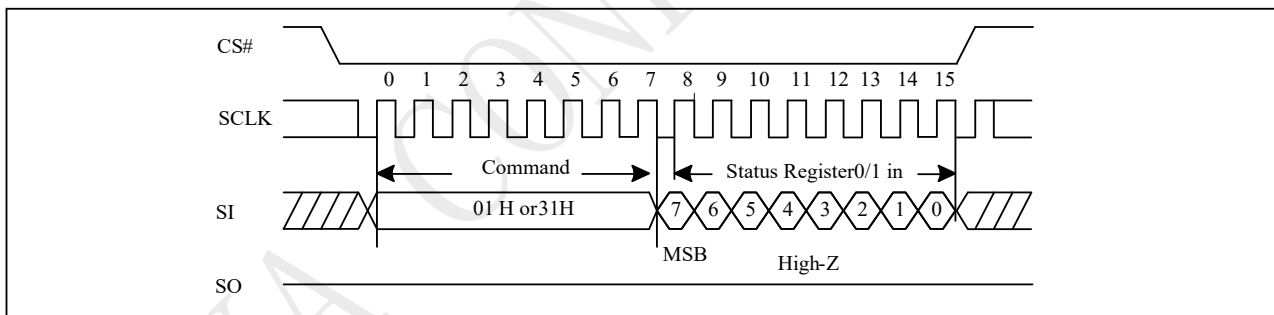 CS#
0 1 2 3 4 5 6 7 8 9 10 11 12 13 14 15
SCLK
Command
Status Register0/1 in
SI
01 H or31H
7 6 5 4 3 2 1 0
MSB
High-Z
SO